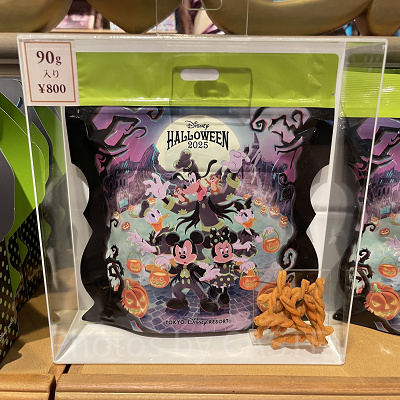 90g
入り
¥800
Disney
HALLOWEEN
2025
TOKYO Disney RESORT